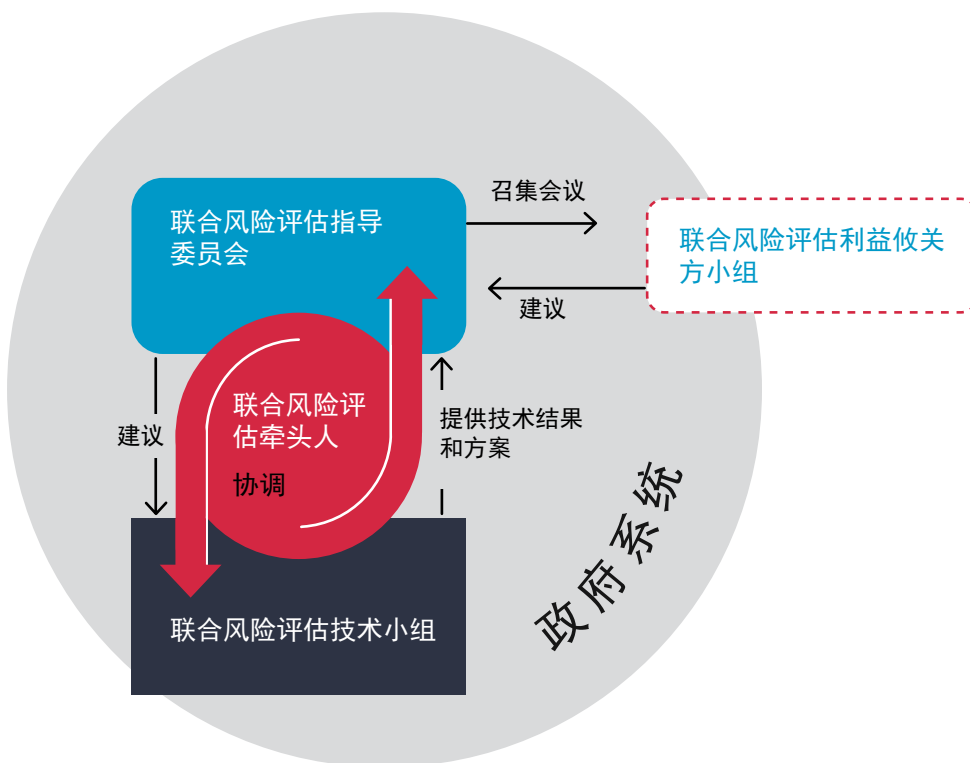 联合风险评估指导
委员会
召集会议
联合风险评估利益攸关
方小组
建议
联合风险评
估牵头人
协调
建议
提供技术结果
和方案
联合风险评估技术小组
政府系统